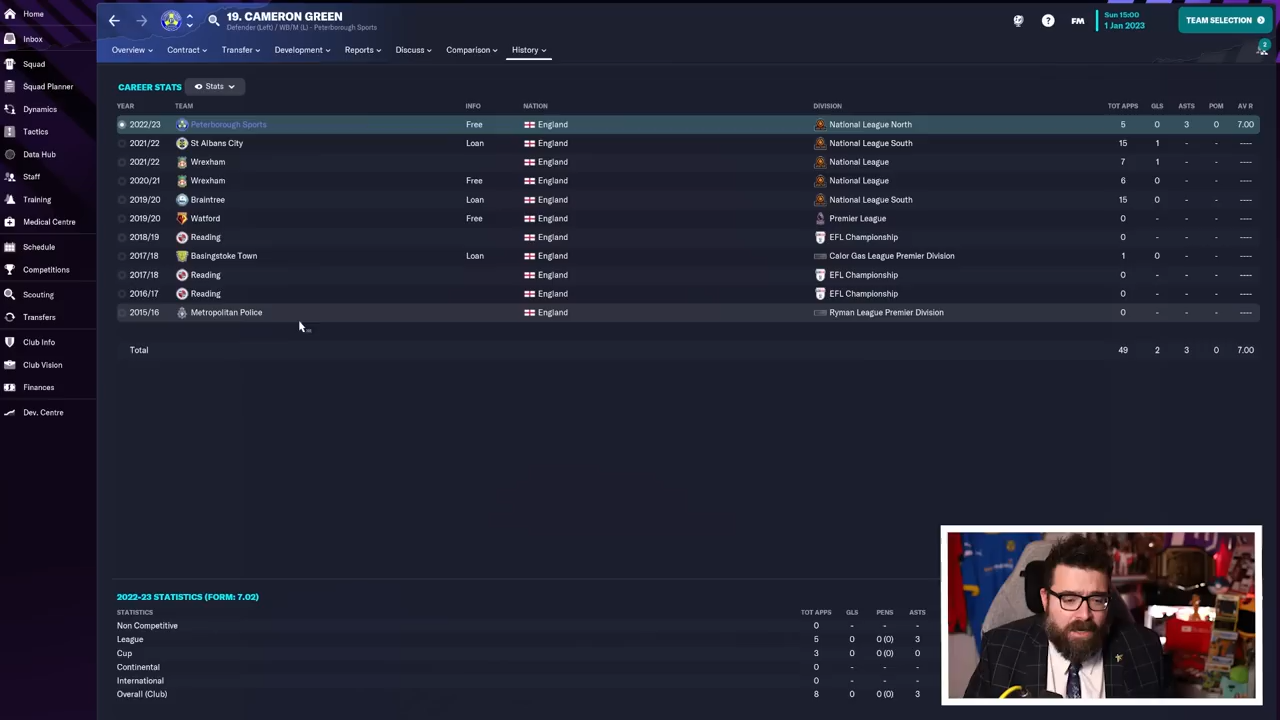 19. CAMERON GREEN
Defender (Left) / WB/M (L) - Peterborough Sports
FM
Sun 15:00
1 Jan 2023
TEAM SELECTION
2
Overview
Contract
Transfer
Development
Reports
Discuss
Comparison
History
Home
Inbox
Squad
Squad Planner
Dynamics
Tactics
Data Hub
Staff
Training
Medical Centre
Schedule
Competitions
Scouting
Transfers
Club Info
Club Vision
Finances
Dev. Centre
CAREER STATS Stats
YEAR TEAM INFO NATION DIVISION TOT APPS GLS ASTS POM AV R
2022/23 Peterborough Sports Free England National League North 5 0 3 0 7.00
2021/22 St Albans City Loan England National League South 15 1 - - ----
2021/22 Wrexham England National League 7 1 - - ----
2020/21 Wrexham Free England National League 6 0 - - ----
2019/20 Braintree Loan England National League South 15 0 - - ----
2019/20 Watford Free England Premier League 0 - - - ----
2018/19 Reading England EFL Championship 0 - - - ----
2017/18 Basingstoke Town Loan England Calor Gas League Premier Division 1 0 - - ----
2017/18 Reading England EFL Championship 0 - - - ----
2016/17 Reading England EFL Championship 0 - - - ----
2015/16 Metropolitan Police England Ryman League Premier Division 0 - - - ----
Total 49 2 3 0 7.00
2022-23 STATISTICS (FORM: 7.02)
STATISTICS TOT APPS GLS PENS ASTS
Non Competitive 0 - - -
League 5 0 0 (0) 3
Cup 3 0 0 (0) 0
Continental 0 - - -
International 0 - - -
Overall (Club) 8 0 0 (0) 3